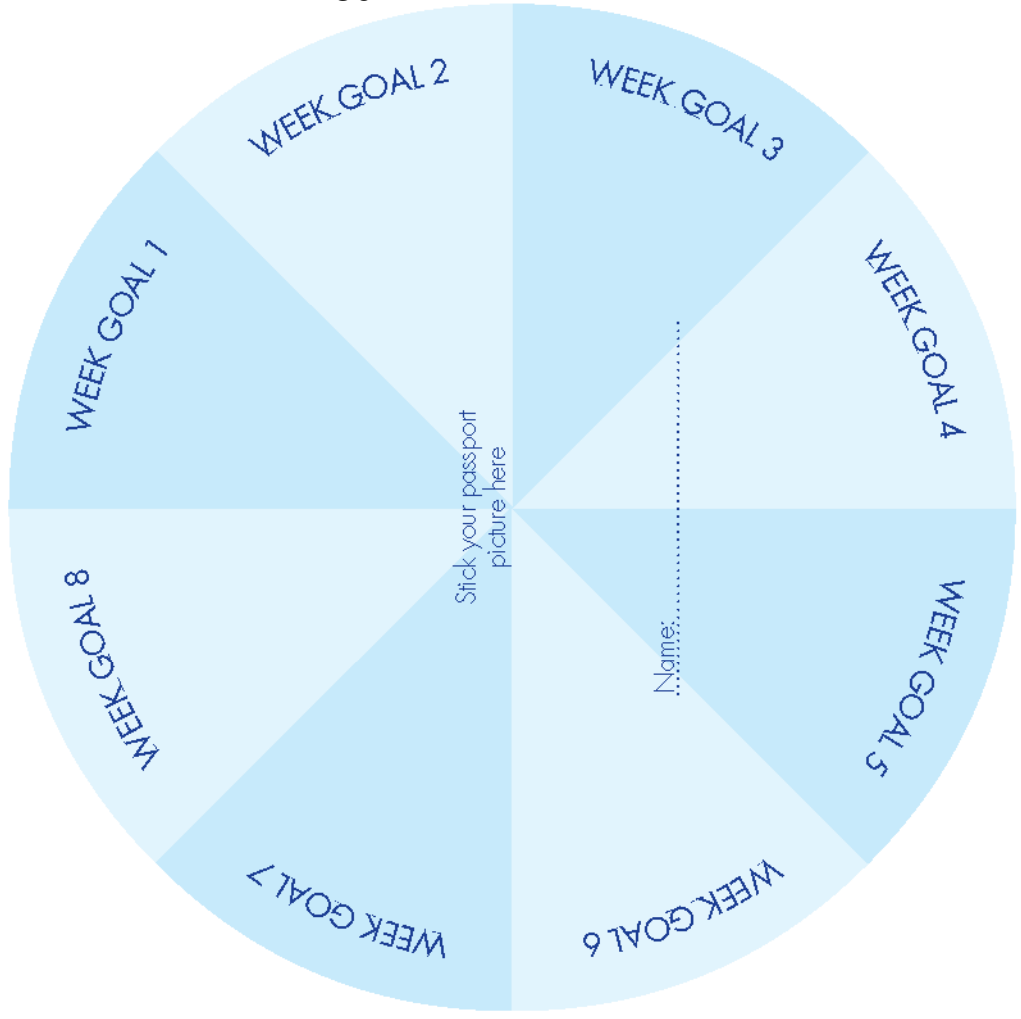 WEEK GOAL 1
WEEK GOAL 2
WEEK GOAL 3
WEEK GOAL 4
WEEK GOAL 5
WEEK GOAL 6
WEEK GOAL 7
WEEK GOAL 8
Stick your passport
picture here
Name: